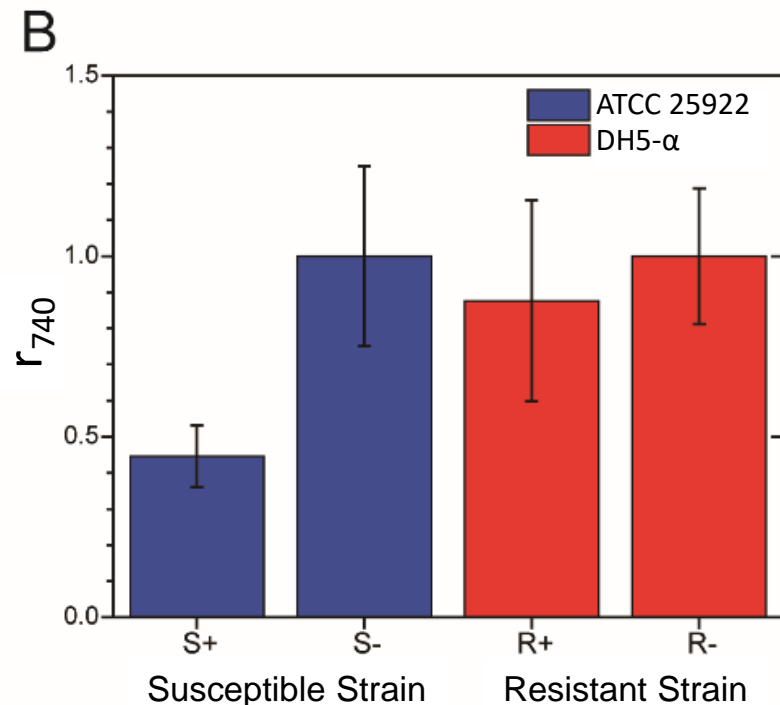 B
1.5
1.0
0.5
0.0
r740
ATCC 25922
DH5-α
S+ S- R+ R-
Susceptible Strain Resistant Strain